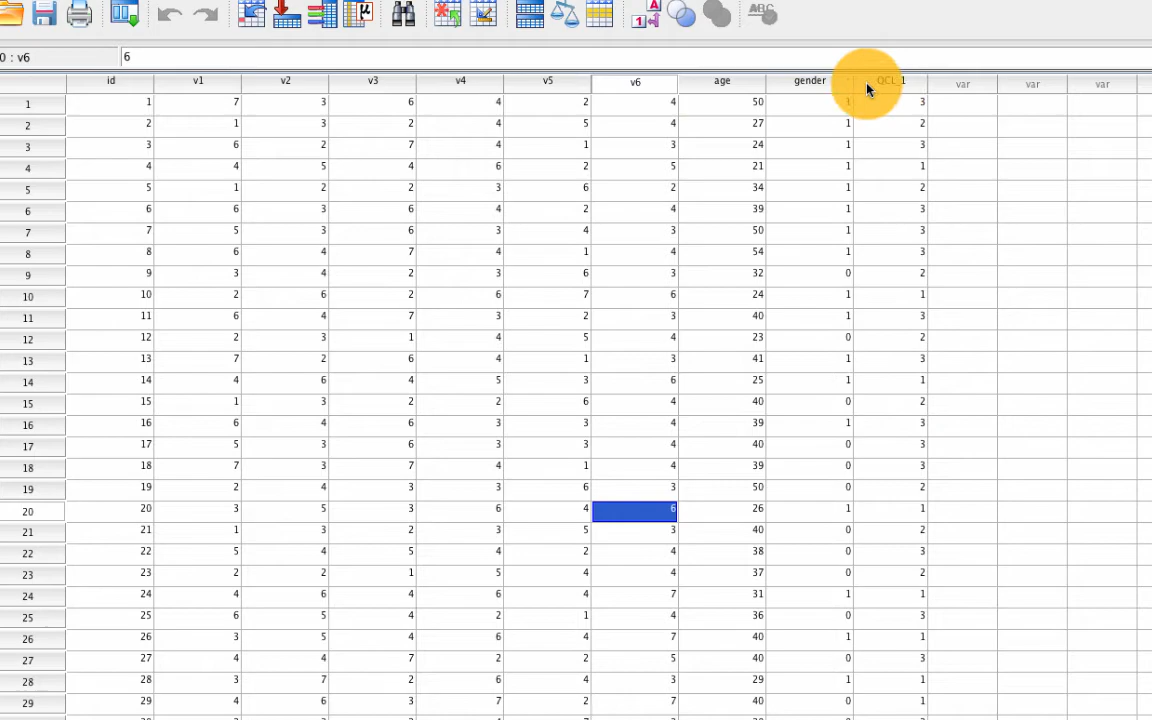 0 : v6 6
id v1 v2 v3 v4 v5 v6 age gender QCL_1 var var var
1 1 7 3 6 4 2 4 50 1 3
2 2 1 3 2 4 5 4 27 1 2
3 3 6 2 7 4 1 3 24 1 3
4 4 4 5 4 6 2 5 21 1 1
5 5 1 2 2 3 6 2 34 1 2
6 6 6 3 6 4 2 4 39 1 3
7 7 5 3 6 3 4 3 50 1 3
8 8 6 4 7 4 1 4 54 1 3
9 9 3 4 2 3 6 3 32 0 2
10 10 2 6 2 6 7 6 24 1 1
11 11 6 4 7 3 2 3 40 1 3
12 12 2 3 1 4 5 4 23 0 2
13 13 7 2 6 4 1 3 41 1 3
14 14 4 6 4 5 3 6 25 1 1
15 15 1 3 2 2 6 4 40 0 2
16 16 6 4 6 3 3 4 39 1 3
17 17 5 3 6 3 3 4 40 0 3
18 18 7 3 7 4 1 4 39 0 3
19 19 2 4 3 3 6 3 50 0 2
20 20 3 5 3 6 4 6 26 1 1
21 21 1 3 2 3 5 3 40 0 2
22 22 5 4 5 4 2 4 38 0 3
23 23 2 2 1 5 4 4 37 0 2
24 24 4 6 4 6 4 7 31 1 1
25 25 6 5 4 2 1 4 36 0 3
26 26 3 5 4 6 4 7 40 1 1
27 27 4 4 7 2 2 5 40 0 3
28 28 3 7 2 6 4 3 29 1 1
29 29 4 6 3 7 2 7 40 0 1